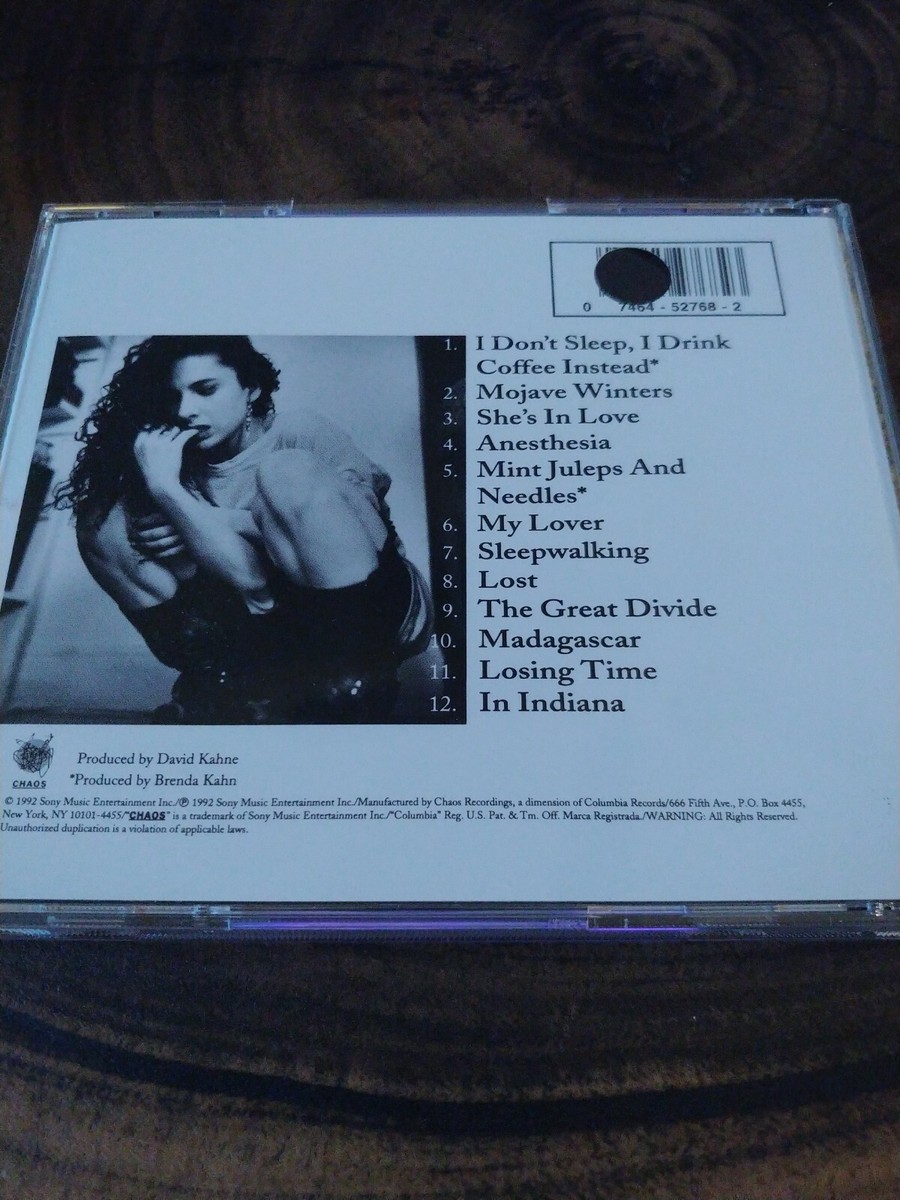 0 7464 - 52768 - 2
1. I Don't Sleep, I Drink
Coffee Instead*
2. Mojave Winters
3. She's In Love
4. Anesthesia
5. Mint Juleps And
Needles*
6. My Lover
7. Sleepwalking
8. Lost
9. The Great Divide
10. Madagascar
11. Losing Time
12. In Indiana
CHAOS
Produced by David Kahne
*Produced by Brenda Kahn
© 1992 Sony Music Entertainment Inc./℗ 1992 Sony Music Entertainment Inc./Manufactured by Chaos Recordings, a dimension of Columbia Records/666 Fifth Ave., P.O. Box 4455,
New York, NY 10101-4455/"CHAOS" is a trademark of Sony Music Entertainment Inc./"Columbia" Reg. U.S. Pat. & Tm. Off. Marca Registrada./WARNING: All Rights Reserved.
Unauthorized duplication is a violation of applicable laws.